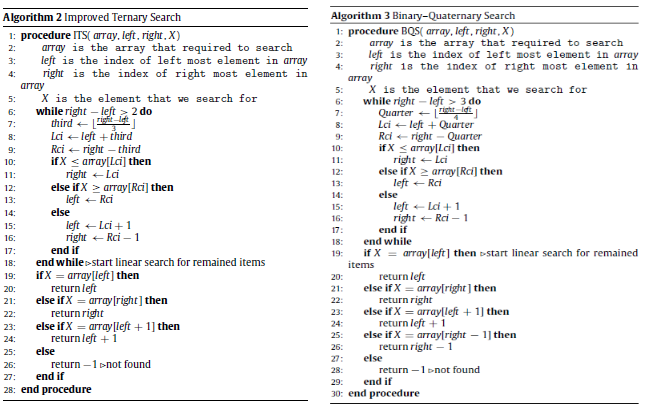 Algorithm 2 Improved Ternary Search
1: procedure ITS( array, left, right, X)
2: array is the array that required to search
3: left is the index of left most element in array
4: right is the index of right most element in
array
5: X is the element that we search for
6: while right − left > 2 do
7: third ← ⌊(right−left)/3⌋
8: Lci ← left + third
9: Rci ← right − third
10: if X ≤ array[Lci] then
11: right ← Lci
12: else if X ≥ array[Rci] then
13: left ← Rci
14: else
15: left ← Lci + 1
16: right ← Rci − 1
17: end if
18: end while ▹start linear search for remained items
19: if X = array[left] then
20: return left
21: else if X = array[right] then
22: return right
23: else if X = array[left + 1] then
24: return left + 1
25: else
26: return −1 ▹not found
27: end if
28: end procedure
Algorithm 3 Binary–Quaternary Search
1: procedure BQS( array, left, right, X)
2: array is the array that required to search
3: left is the index of left most element in array
4: right is the index of right most element in
array
5: X is the element that we search for
6: while right − left > 3 do
7: Quarter ← ⌊(right−left)/4⌋
8: Lci ← left + Quarter
9: Rci ← right − Quarter
10: if X ≤ array[Lci] then
11: right ← Lci
12: else if X ≥ array[Rci] then
13: left ← Rci
14: else
15: left ← Lci + 1
16: right ← Rci − 1
17: end if
18: end while
19: if X = array[left] then ▹start linear search for remained
items
20: return left
21: else if X = array[right] then
22: return right
23: else if X = array[left + 1] then
24: return left + 1
25: else if X = array[right − 1] then
26: return right − 1
27: else
28: return −1 ▹not found
29: end if
30: end procedure